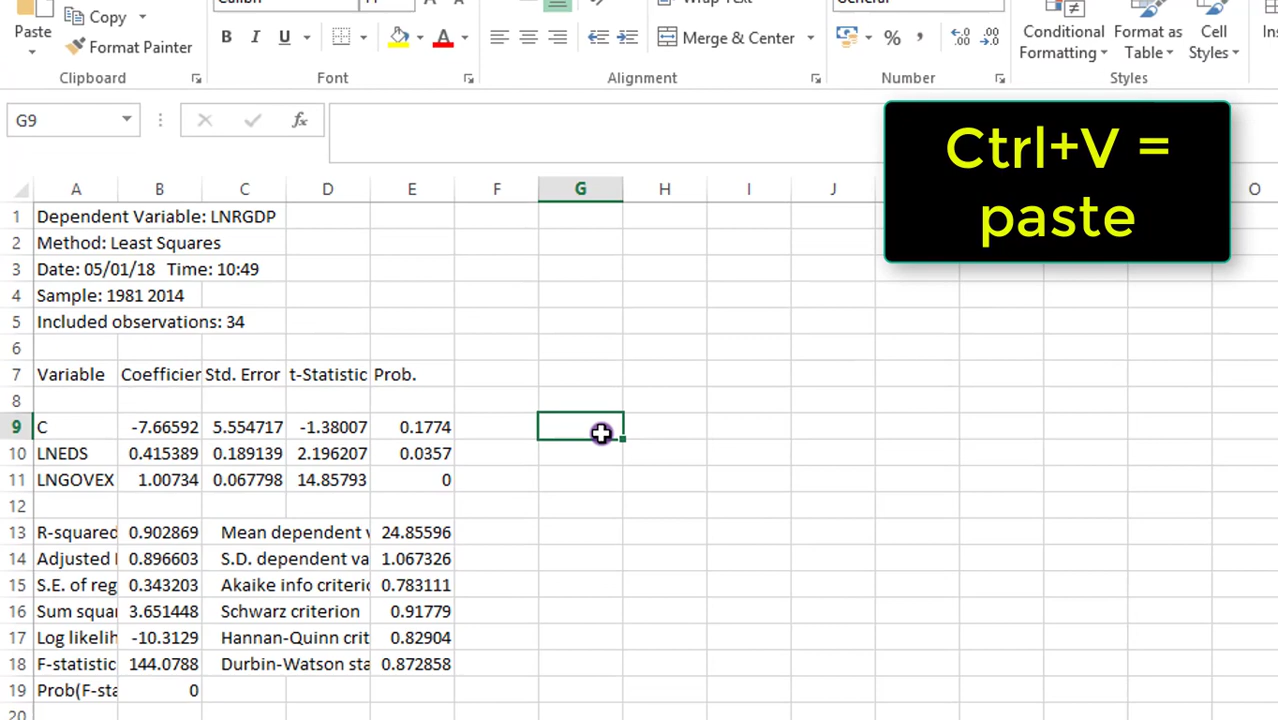 Copy
Paste
Format Painter
B I U
A
Merge & Center
%
Conditional Formatting
Format as Table
Cell Styles
Clipboard
Font
Alignment
Number
Styles
G9
fx
Ctrl+V =
paste
A B C D E F G H I J O
1 Dependent Variable: LNRGDP
2 Method: Least Squares
3 Date: 05/01/18 Time: 10:49
4 Sample: 1981 2014
5 Included observations: 34
6
7 Variable Coefficien Std. Error t-Statistic Prob.
8
9 C -7.66592 5.554717 -1.38007 0.1774
10 LNEDS 0.415389 0.189139 2.196207 0.0357
11 LNGOVEX 1.00734 0.067798 14.85793 0
12
13 R-squared 0.902869 Mean dependent v 24.85596
14 Adjusted 0.896603 S.D. dependent va 1.067326
15 S.E. of reg 0.343203 Akaike info criterio 0.783111
16 Sum squar 3.651448 Schwarz criterion 0.91779
17 Log likelih -10.3129 Hannan-Quinn crit 0.82904
18 F-statistic 144.0788 Durbin-Watson sta 0.872858
19 Prob(F-sta 0
20